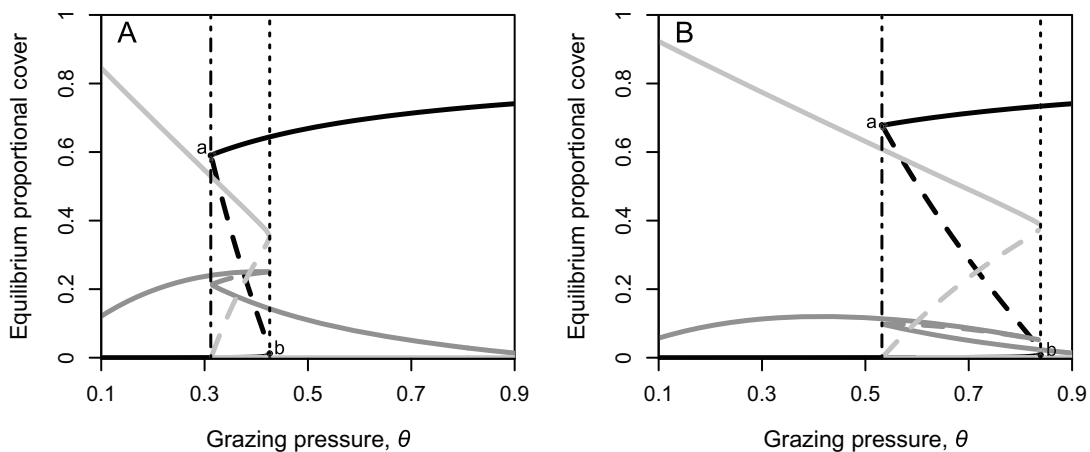 A
B
Equilibrium proportional cover
1
0.8
0.6
0.4
0.2
0
a
b
0.1 0.3 0.5 0.7 0.9
Grazing pressure, θ
Equilibrium proportional cover
1
0.8
0.6
0.4
0.2
0
a
b
0.1 0.3 0.5 0.7 0.9
Grazing pressure, θ